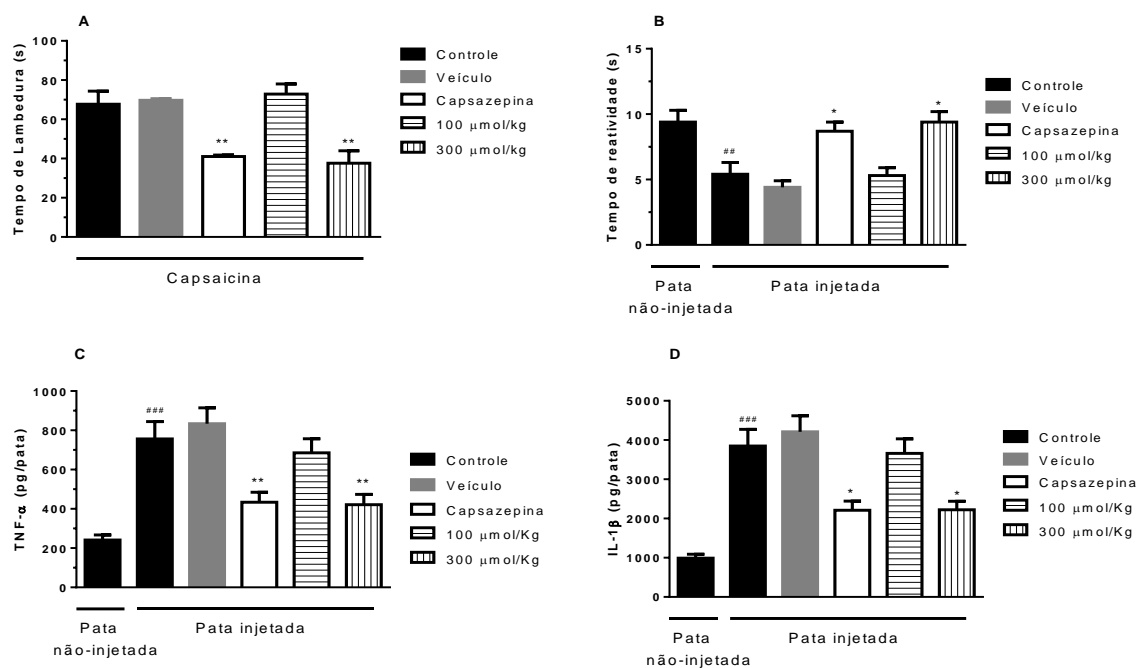 A
Tempo de Lambedura (s)
100
80
60
40
20
0
**
**
Capsaicina
Controle
Veículo
Capsazepina
100 μmol/kg
300 μmol/kg
B
Tempo de reatividade (s)
15
10
5
0
##
*
*
Pata
não-injetada
Pata injetada
Controle
Veículo
Capsazepina
100 μmol/kg
300 μmol/kg
C
TNF-α (pg/pata)
1000
800
600
400
200
0
###
**
**
Pata
não-injetada
Pata injetada
Controle
Veículo
Capsazepina
100 μmol/Kg
300 μmol/Kg
D
IL-1β (pg/pata)
5000
4000
3000
2000
1000
0
###
*
*
Pata
não-injetada
Pata injetada
Controle
Veículo
Capsazepina
100 μmol/Kg
300 μmol/Kg